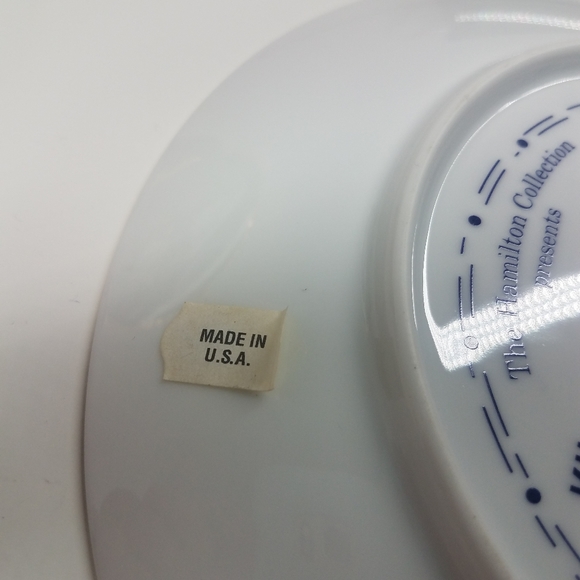 MADE IN
U.S.A.
The Hamilton Collection
presents